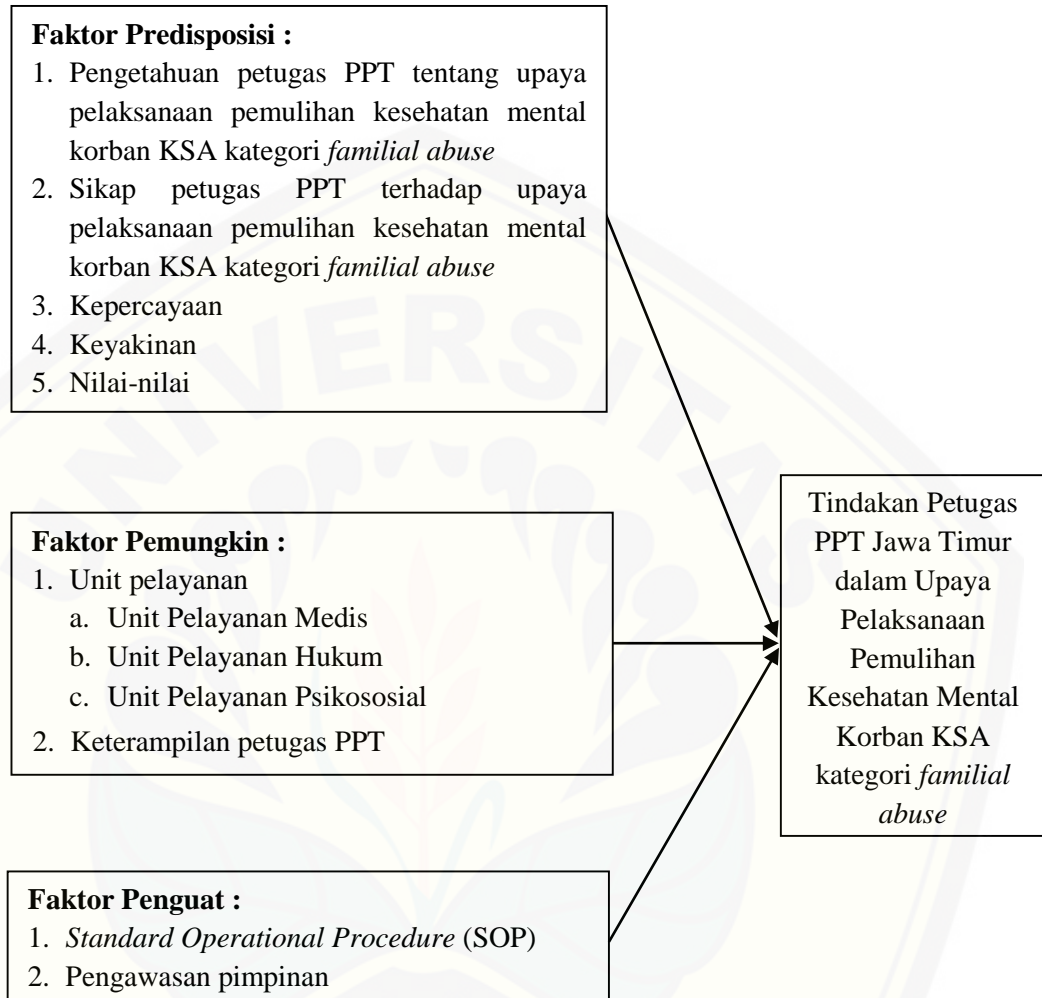 Faktor Predisposisi :
1. Pengetahuan petugas PPT tentang upaya
pelaksanaan pemulihan kesehatan mental
korban KSA kategori familial abuse
2. Sikap petugas PPT terhadap upaya
pelaksanaan pemulihan kesehatan mental
korban KSA kategori familial abuse
3. Kepercayaan
4. Keyakinan
5. Nilai-nilai
UNIVERSITAS
Faktor Pemungkin :
1. Unit pelayanan
a. Unit Pelayanan Medis
b. Unit Pelayanan Hukum
c. Unit Pelayanan Psikososial
2. Keterampilan petugas PPT
Faktor Penguat :
1. Standard Operational Procedure (SOP)
2. Pengawasan pimpinan
Tindakan Petugas
PPT Jawa Timur
dalam Upaya
Pelaksanaan
Pemulihan
Kesehatan Mental
Korban KSA
kategori familial
abuse